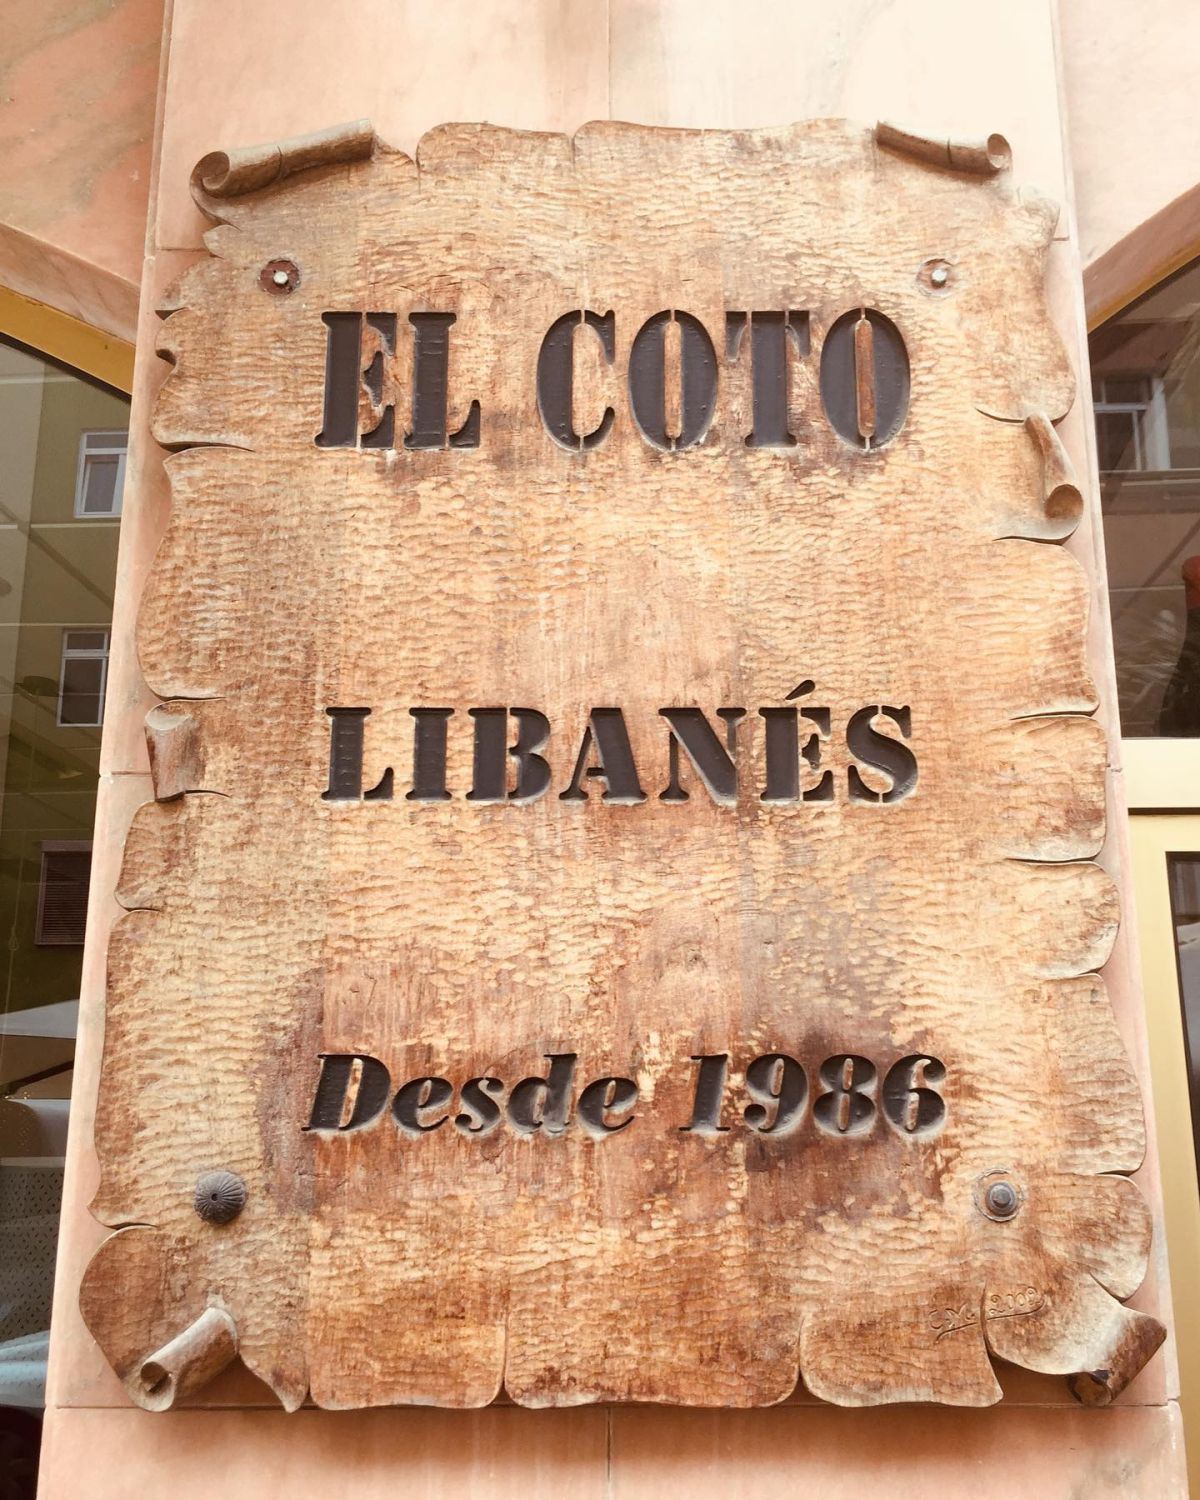 EL COTO
LIBANÉS
Desde 1986